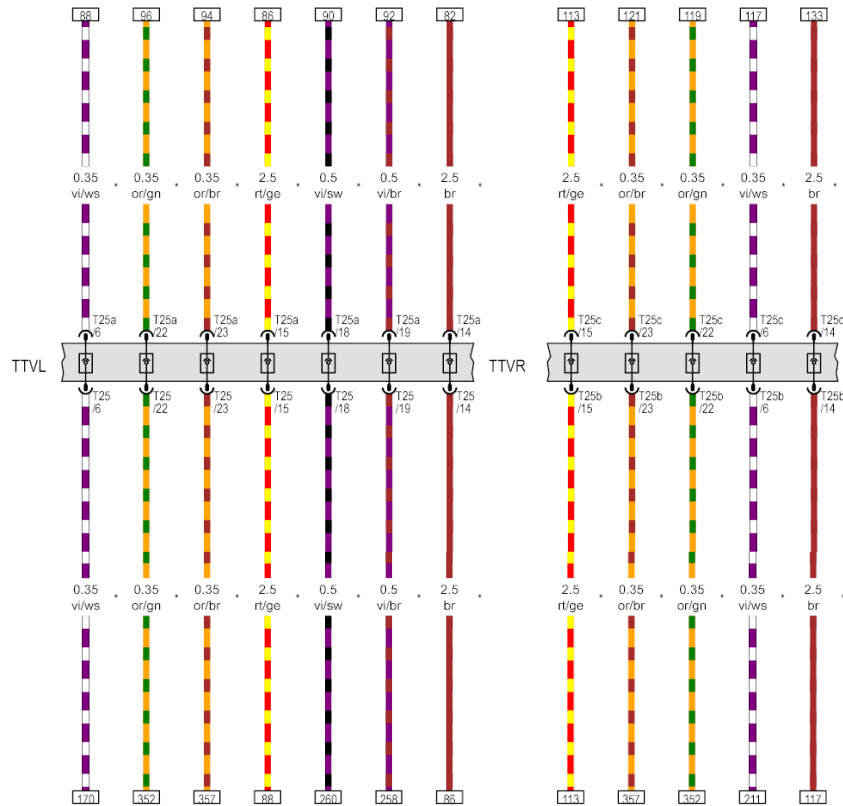 88 96 94 86 90 92 82 113 121 119 117 133
0.35 0.35 0.35 2.5 0.5 0.5 2.5 2.5 0.35 0.35 0.35 2.5
vi/ws * or/gn * or/br * rt/ge * vi/sw * vi/br * br * rt/ge * or/br * or/gn * vi/ws * br *
T25a T25a T25a T25a T25a T25a T25a T25c T25c T25c T25c T25c
/6 /22 /23 /15 /18 /19 /14 /15 /23 /22 /6 /14
TTVL TTVR
T25 T25 T25 T25 T25 T25 T25 T25b T25b T25b T25b T25b
/6 /22 /23 /15 /18 /19 /14 /15 /23 /22 /6 /14
0.35 0.35 0.35 2.5 0.5 0.5 2.5 2.5 0.35 0.35 0.35 2.5
vi/ws * or/gn * or/br * rt/ge * vi/sw * vi/br * br * rt/ge * or/br * or/gn * vi/ws * br *
170 352 357 88 260 258 86 113 357 352 211 117